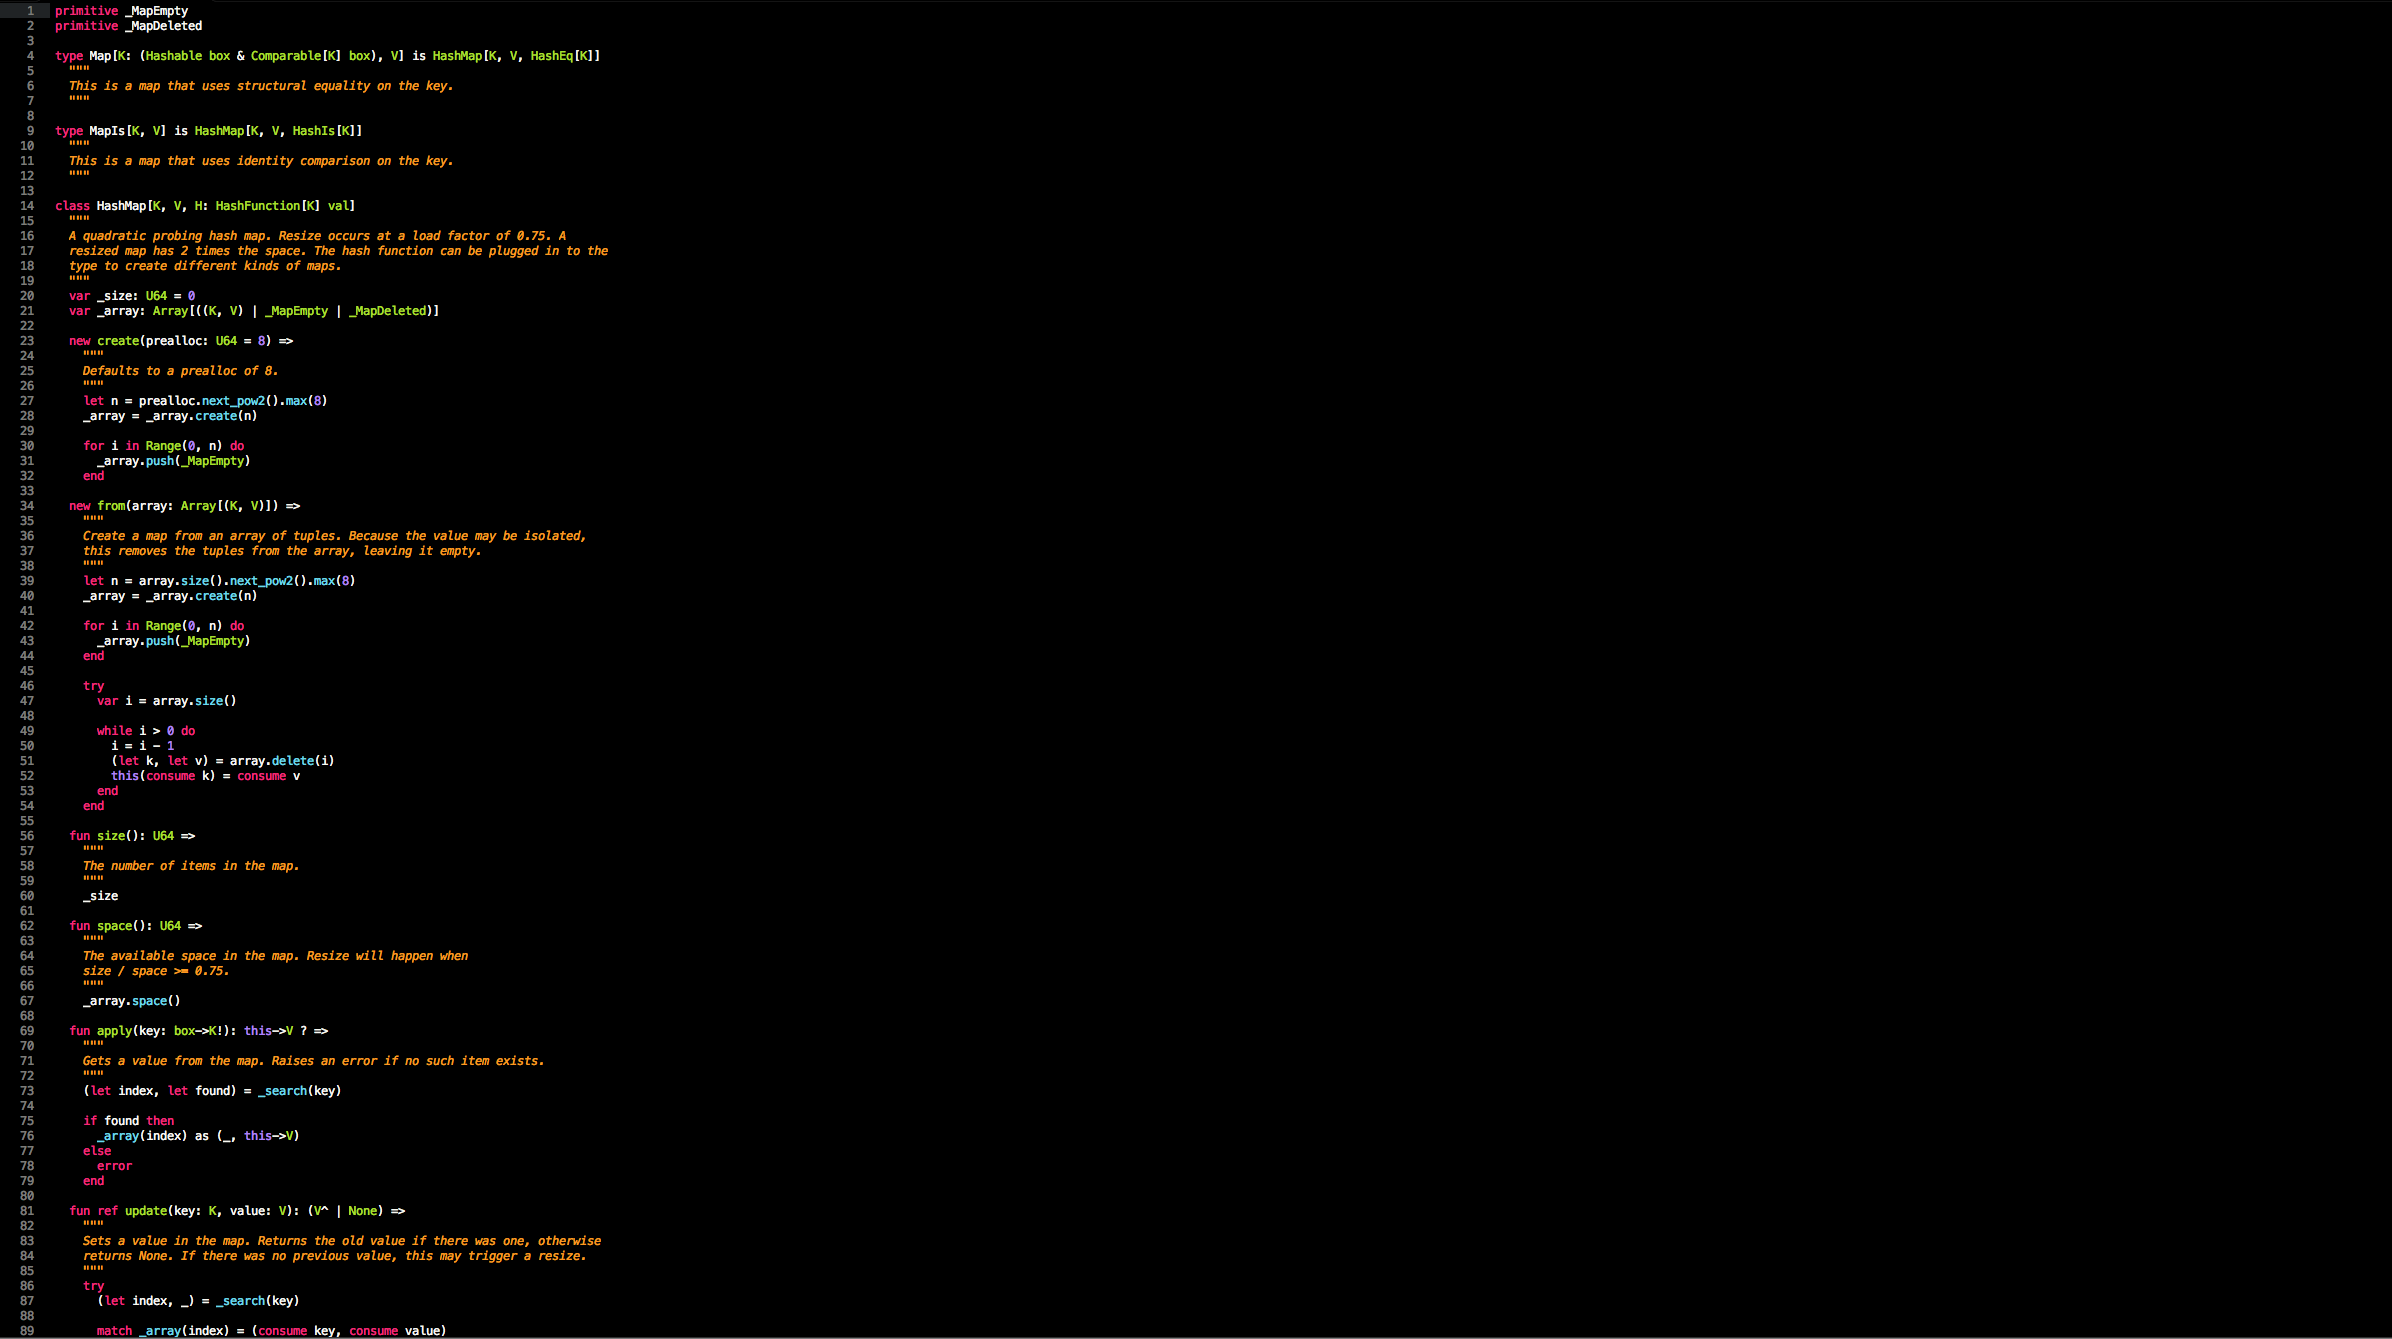 1 primitive _MapEmpty
2 primitive _MapDeleted
3
4 type Map[K: (Hashable box & Comparable[K] box), V] is HashMap[K, V, HashEq[K]]
5   """
6   This is a map that uses structural equality on the key.
7   """
8
9 type MapIs[K, V] is HashMap[K, V, HashIs[K]]
10   """
11   This is a map that uses identity comparison on the key.
12   """
13
14 class HashMap[K, V, H: HashFunction[K] val]
15   """
16   A quadratic probing hash map. Resize occurs at a load factor of 0.75. A
17   resized map has 2 times the space. The hash function can be plugged in to the
18   type to create different kinds of maps.
19   """
20   var _size: U64 = 0
21   var _array: Array[((K, V) | _MapEmpty | _MapDeleted)]
22
23   new create(prealloc: U64 = 8) =>
24     """
25     Defaults to a prealloc of 8.
26     """
27     let n = prealloc.next_pow2().max(8)
28     _array = _array.create(n)
29
30     for i in Range(0, n) do
31       _array.push(_MapEmpty)
32     end
33
34   new from(array: Array[(K, V)]) =>
35     """
36     Create a map from an array of tuples. Because the value may be isolated,
37     this removes the tuples from the array, leaving it empty.
38     """
39     let n = array.size().next_pow2().max(8)
40     _array = _array.create(n)
41
42     for i in Range(0, n) do
43       _array.push(_MapEmpty)
44     end
45
46     try
47       var i = array.size()
48
49       while i > 0 do
50         i = i - 1
51         (let k, let v) = array.delete(i)
52         this(consume k) = consume v
53       end
54     end
55
56   fun size(): U64 =>
57     """
58     The number of items in the map.
59     """
60     _size
61
62   fun space(): U64 =>
63     """
64     The available space in the map. Resize will happen when
65     size / space >= 0.75.
66     """
67     _array.space()
68
69   fun apply(key: box->K!): this->V ? =>
70     """
71     Gets a value from the map. Raises an error if no such item exists.
72     """
73     (let index, let found) = _search(key)
74
75     if found then
76       _array(index) as (_, this->V)
77     else
78       error
79     end
80
81   fun ref update(key: K, value: V): (V^ | None) =>
82     """
83     Sets a value in the map. Returns the old value if there was one, otherwise
84     returns None. If there was no previous value, this may trigger a resize.
85     """
86     try
87       (let index, _) = _search(key)
88
89       match _array(index) = (consume key, consume value)